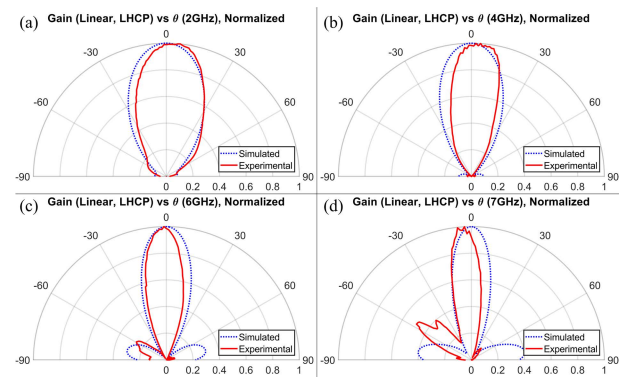 (a) Gain (Linear, LHCP) vs θ (2GHz), Normalized
0
-30 30
-60 60
Simulated
Experimental
-90 90
0 0.2 0.4 0.6 0.8 1
(b) Gain (Linear, LHCP) vs θ (4GHz), Normalized
0
-30 30
-60 60
Simulated
Experimental
-90 90
0 0.2 0.4 0.6 0.8 1
(c) Gain (Linear, LHCP) vs θ (6GHz), Normalized
0
-30 30
-60 60
Simulated
Experimental
-90 90
0 0.2 0.4 0.6 0.8 1
(d) Gain (Linear, LHCP) vs θ (7GHz), Normalized
0
-30 30
-60 60
Simulated
Experimental
-90 90
0 0.2 0.4 0.6 0.8 1